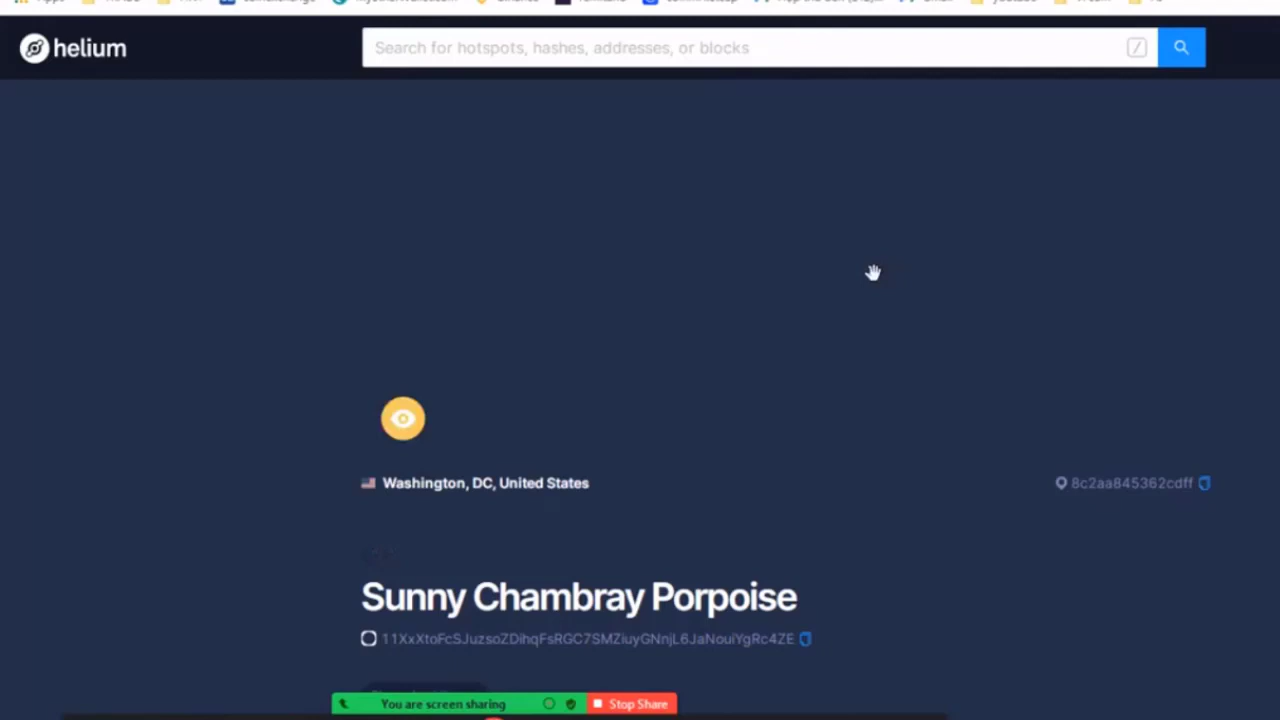 helium
Search for hotspots, hashes, addresses, or blocks
/
Washington, DC, United States
8c2aa845362cdff
Sunny Chambray Porpoise
11XxXtoFcSJuzsoZDihqFsRGC7SMZiuyGNnjL6JaNouiYgRc4ZE
You are screen sharing
Stop Share